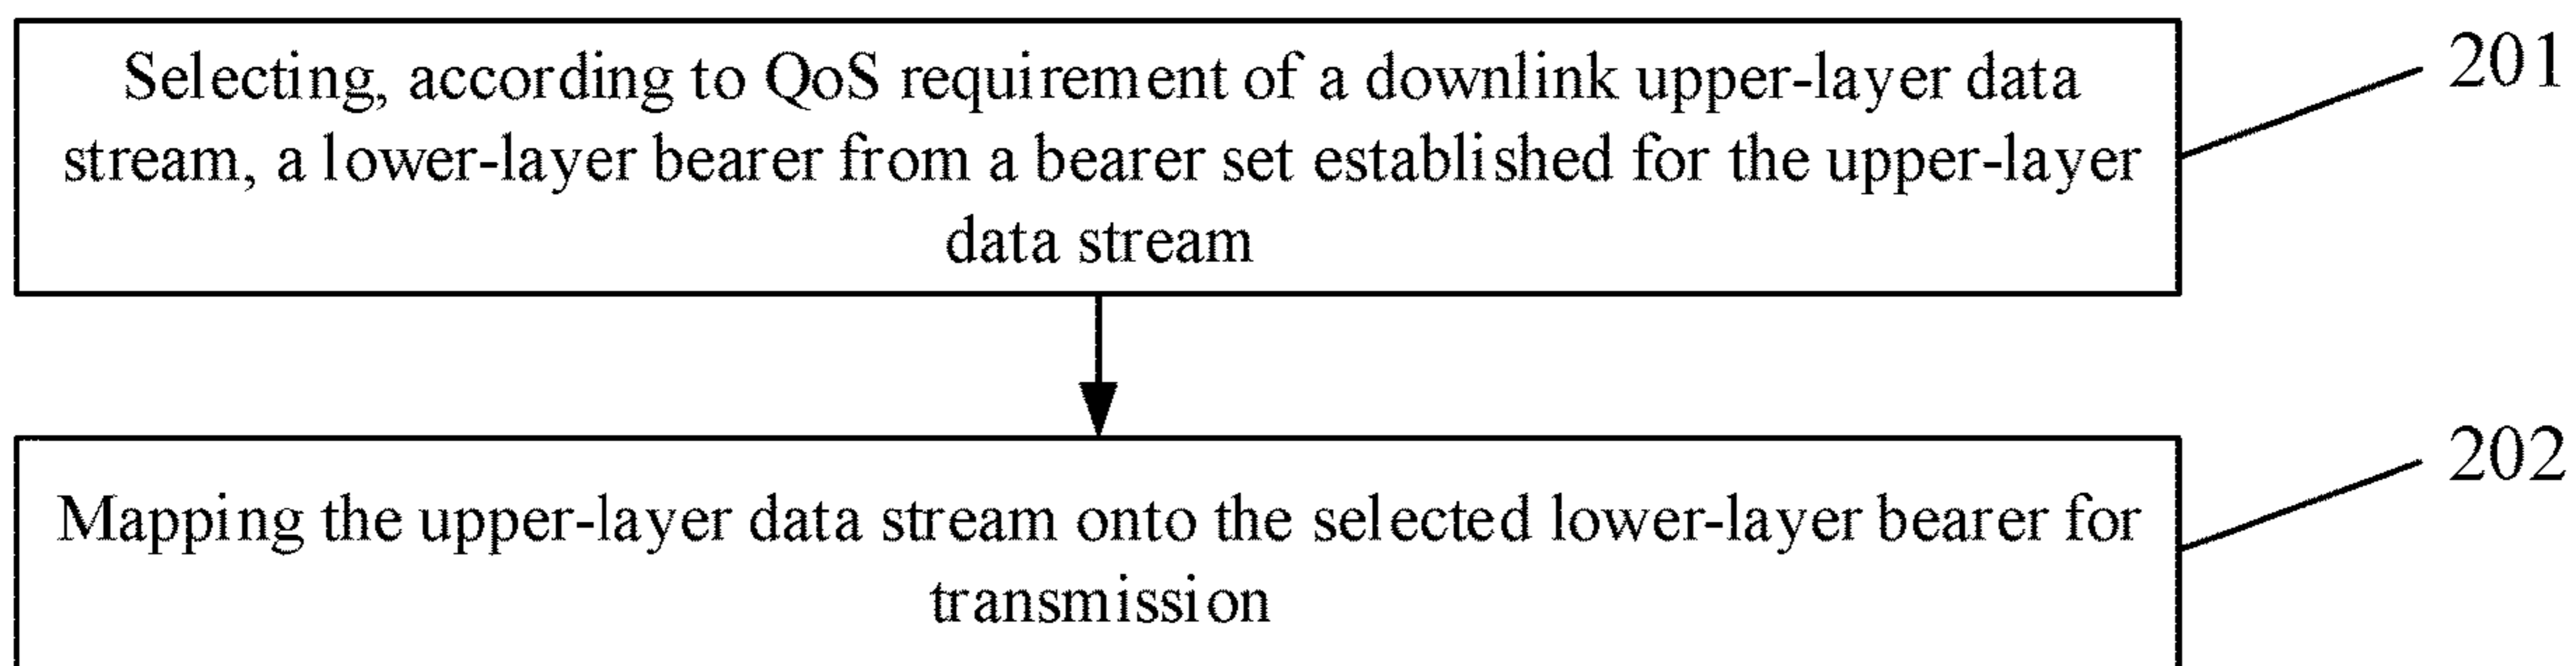 Selecting, according to QoS requirement of a downlink upper-layer data
stream, a lower-layer bearer from a bearer set established for the upper-layer
data stream
201
Mapping the upper-layer data stream onto the selected lower-layer bearer for
transmission
202